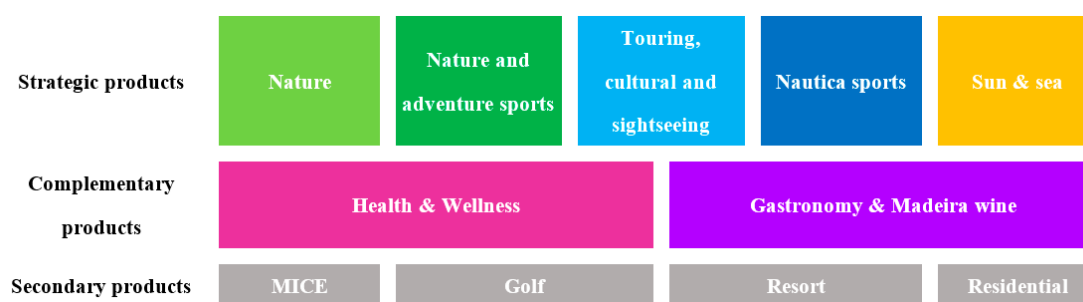 Strategic products
Nature
Nature and
adventure sports
Touring,
cultural and
sightseeing
Nautica sports
Sun & sea
Complementary
products
Health & Wellness
Gastronomy & Madeira wine
Secondary products
MICE
Golf
Resort
Residential